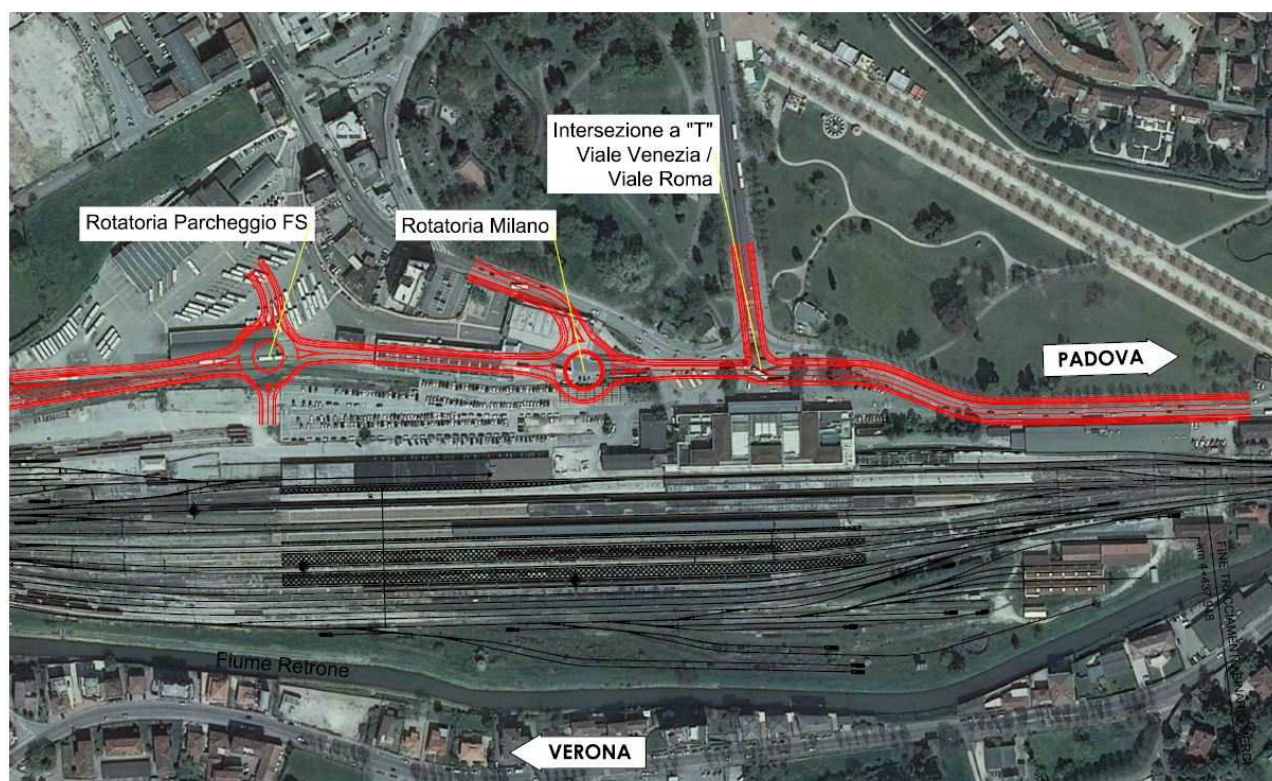 Intersezione a "T"
Viale Venezia /
Viale Roma
Rotatoria Parcheggio FS
Rotatoria Milano
PADOVA
Fiume Retrone
VERONA